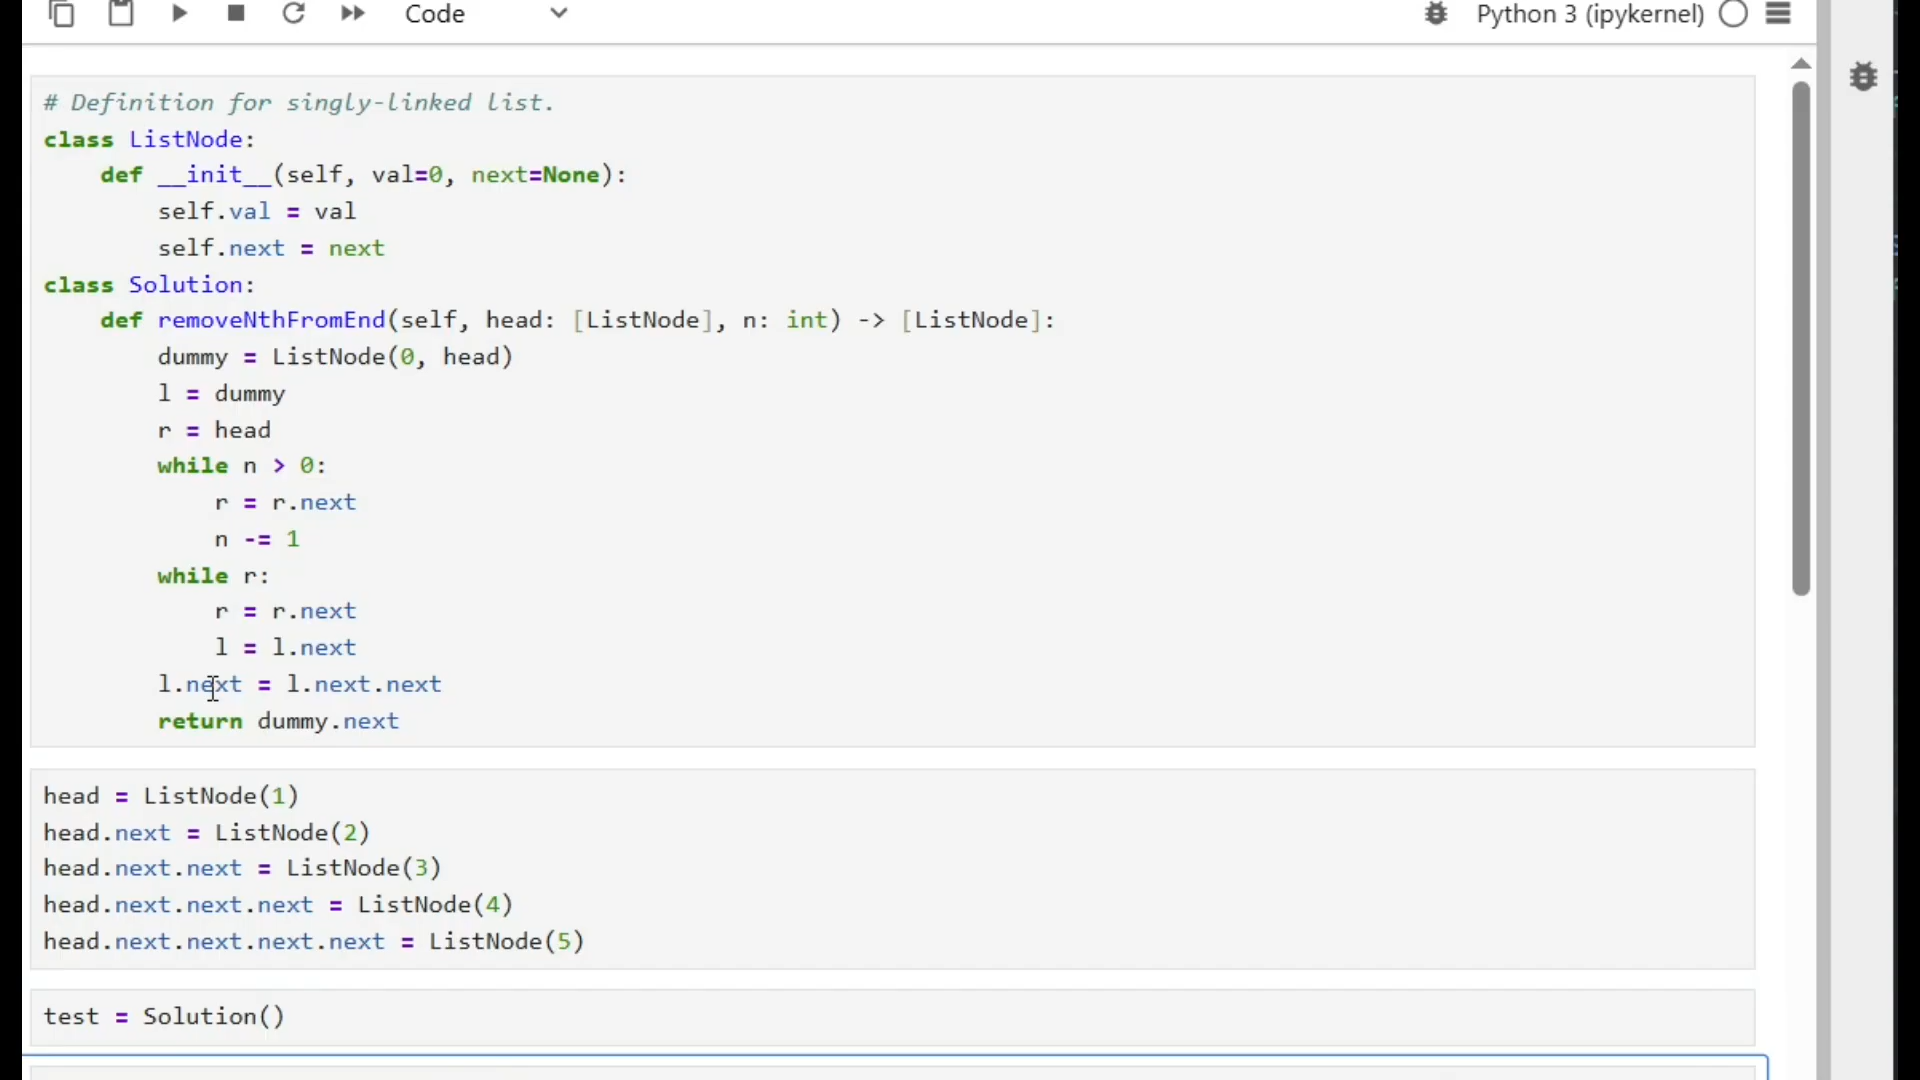 Code
Python 3 (ipykernel)
# Definition for singly-linked list.
class ListNode:
    def __init__(self, val=0, next=None):
        self.val = val
        self.next = next
class Solution:
    def removeNthFromEnd(self, head: [ListNode], n: int) -> [ListNode]:
        dummy = ListNode(0, head)
        l = dummy
        r = head
        while n > 0:
            r = r.next
            n -= 1
        while r:
            r = r.next
            l = l.next
        l.next = l.next.next
        return dummy.next
head = ListNode(1)
head.next = ListNode(2)
head.next.next = ListNode(3)
head.next.next.next = ListNode(4)
head.next.next.next.next = ListNode(5)
test = Solution()